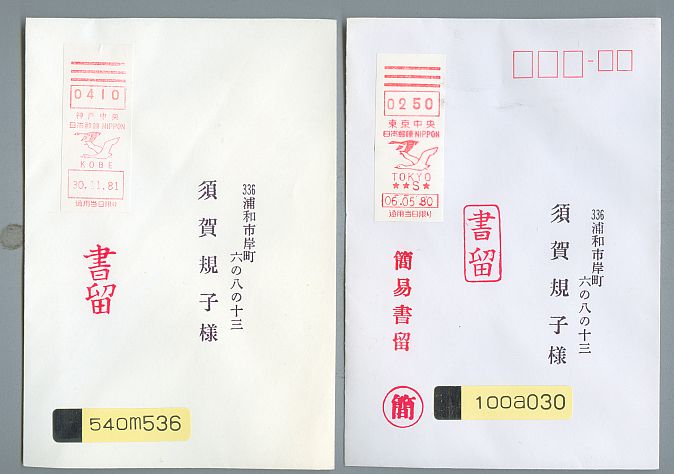 0410
神戸中央
日本郵便 NIPPON
KOBE
30.11.81
適用当日限り
336
浦和市岸町
六の八の十三
須賀規子様
書留
540m536
0250
東京中央
日本郵便 NIPPON
TOKYO
★★S★
06.05.80
適用当日限り
書留
336
浦和市岸町
六の八の十三
須賀規子様
簡易書留
簡
100a030